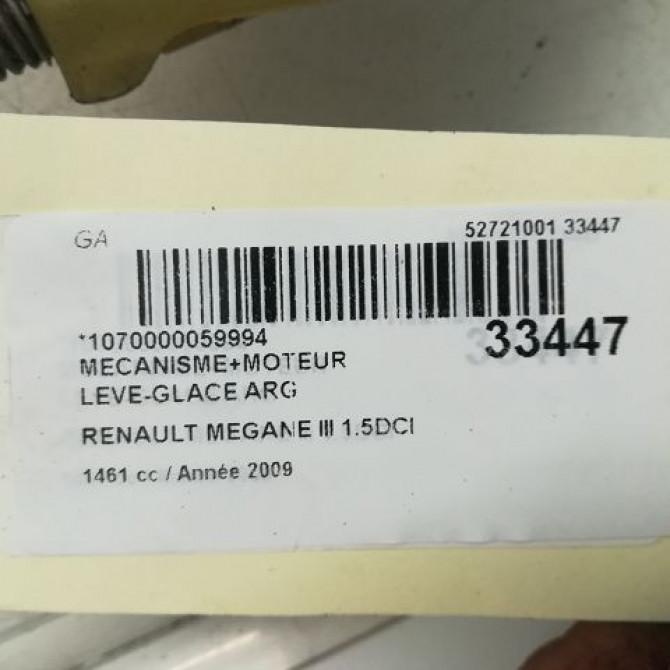 GA
52721001 33447
*1070000059994
33447
MECANISME+MOTEUR
LEVE-GLACE ARG
RENAULT MEGANE III 1.5DCI
1461 cc / Année 2009